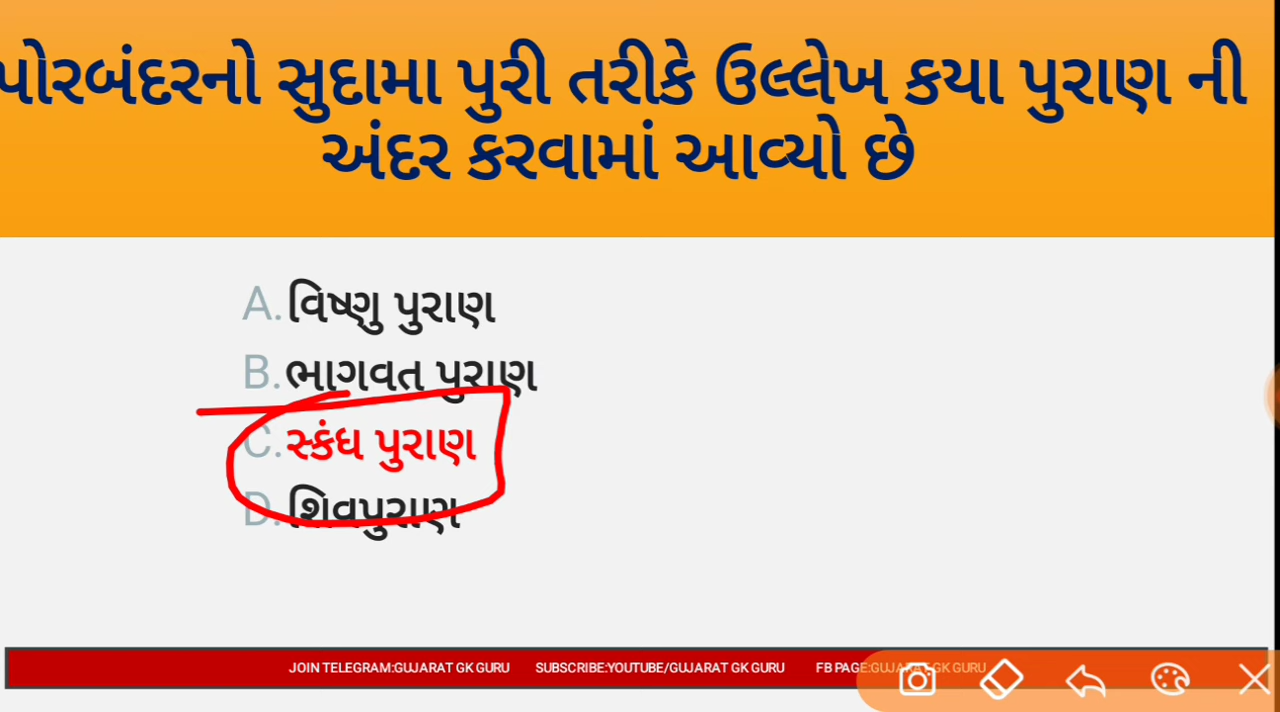 પોરબંદરનો સુદામા પુરી તરીકે ઉલ્લેખ કયા પુરાણ ની
અંદર કરવામાં આવ્યો છે
A. વિષ્ણુ પુરાણ
B. ભાગવત પુરાણ
C. સ્કંધ પુરાણ
D. શિવપુરાણ
JOIN TELEGRAM:GUJARAT GK GURU SUBSCRIBE:YOUTUBE/GUJARAT GK GURU FB PAGE:GUJARAT GK GURU